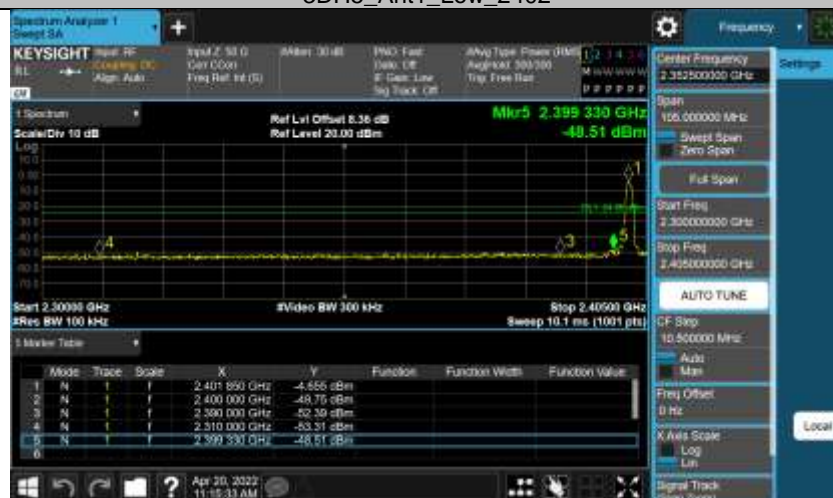 Spectrum Analyzer 1
Swept SA
+
Frequency
KEYSIGHT
Input: RF
RL
Coupling: DC
Align: Auto
Input Z: 50 Ω
Corr CCorr
Freq Ref: Int (S)
Atten: 30 dB
PNO: Fast
Gate: Off
IF Gain: Low
Sig Track: Off
Avg Type: Power (RMS)
Avg|Hold: 300/300
Trig: Free Run
M W W W W W
P P P P P P
Center Frequency
2.352500000 GHz
Settings
Span
105.000000 MHz
Swept Span
Zero Span
Full Span
Start Freq
2.300000000 GHz
Stop Freq
2.405000000 GHz
AUTO TUNE
CF Step
10.500000 MHz
Auto
Man
Freq Offset
0 Hz
X Axis Scale
Log
Lin
Local
Signal Track
1 Spectrum
Scale/Div 10 dB
Log
Ref Lvl Offset 8.36 dB
Ref Level 20.00 dBm
Mkr5 2.399 330 GHz
-48.51 dBm
1
4
3
5
Start 2.30000 GHz
#Res BW 100 kHz
#Video BW 300 kHz
Stop 2.40500 GHz
Sweep 10.1 ms (1001 pts)
5 Marker Table
Mode Trace Scale X Y Function Function Width Function Value
1 N 1 f 2.401 850 GHz -4.655 dBm
2 N 1 f 2.400 000 GHz -49.75 dBm
3 N 1 f 2.390 000 GHz -52.39 dBm
4 N 1 f 2.310 000 GHz -53.31 dBm
5 N 1 f 2.399 330 GHz -48.51 dBm
6
?
Apr 20, 2022
11:15:33 AM